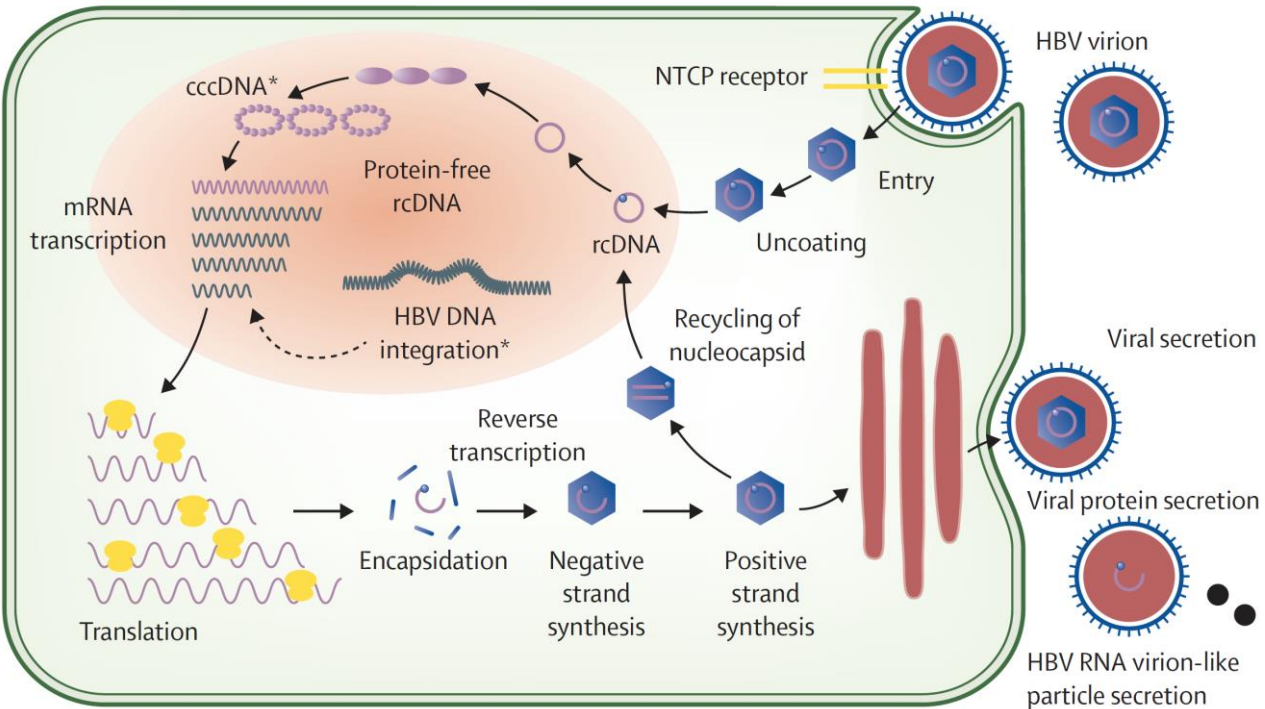 HBV virion
NTCP receptor
cccDNA*
Protein-free
rcDNA
Entry
mRNA
transcription
rcDNA
Uncoating
HBV DNA
integration*
Recycling of
nucleocapsid
Viral secretion
Reverse
transcription
Viral protein secretion
Encapsidation
Negative
strand
synthesis
Positive
strand
synthesis
Translation
HBV RNA virion-like
particle secretion